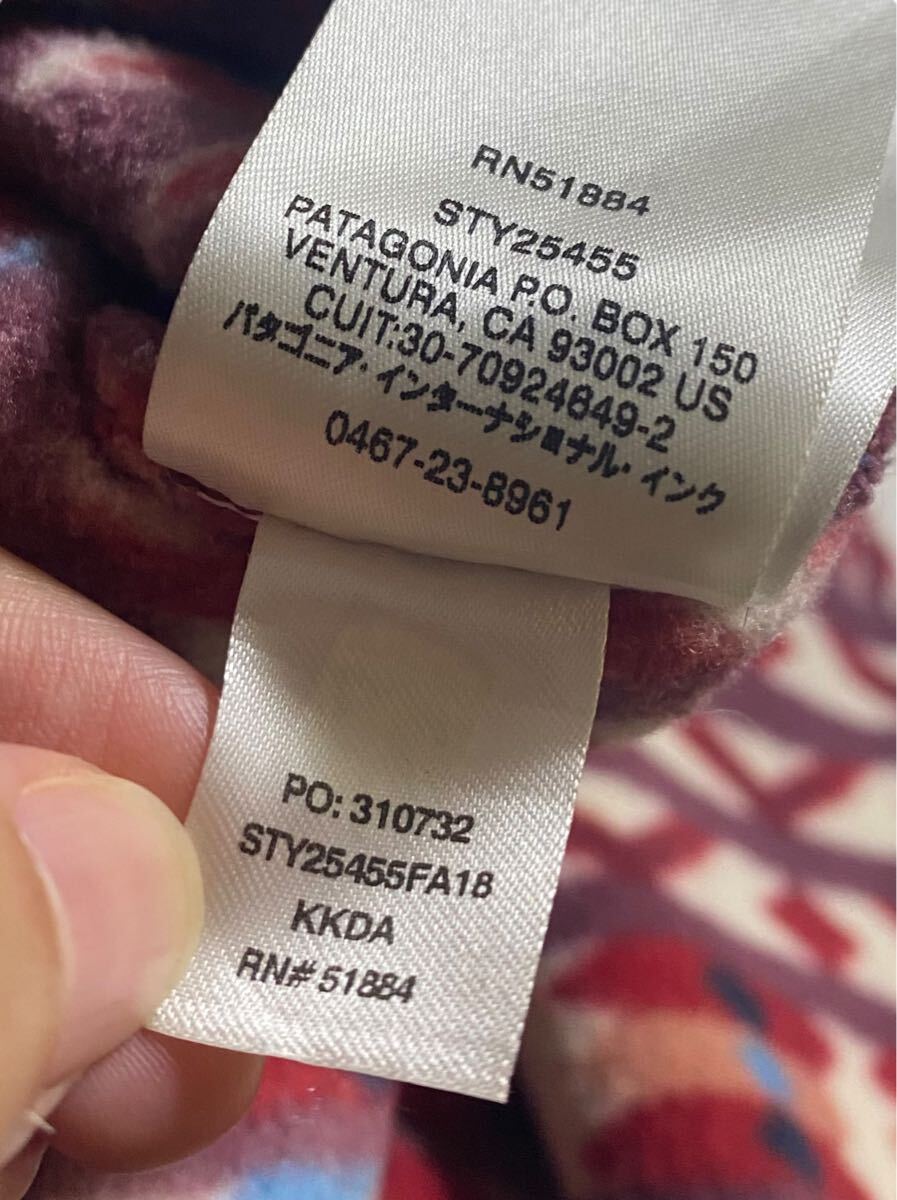 RN51884
STY25455
PATAGONIA P.O. BOX 150
VENTURA, CA 93002 US
CUIT:30-70924649-2
パタゴニア・インターナショナル・インク
0467-23-8961
PO: 310732
STY25455FA18
KKDA
RN# 51884